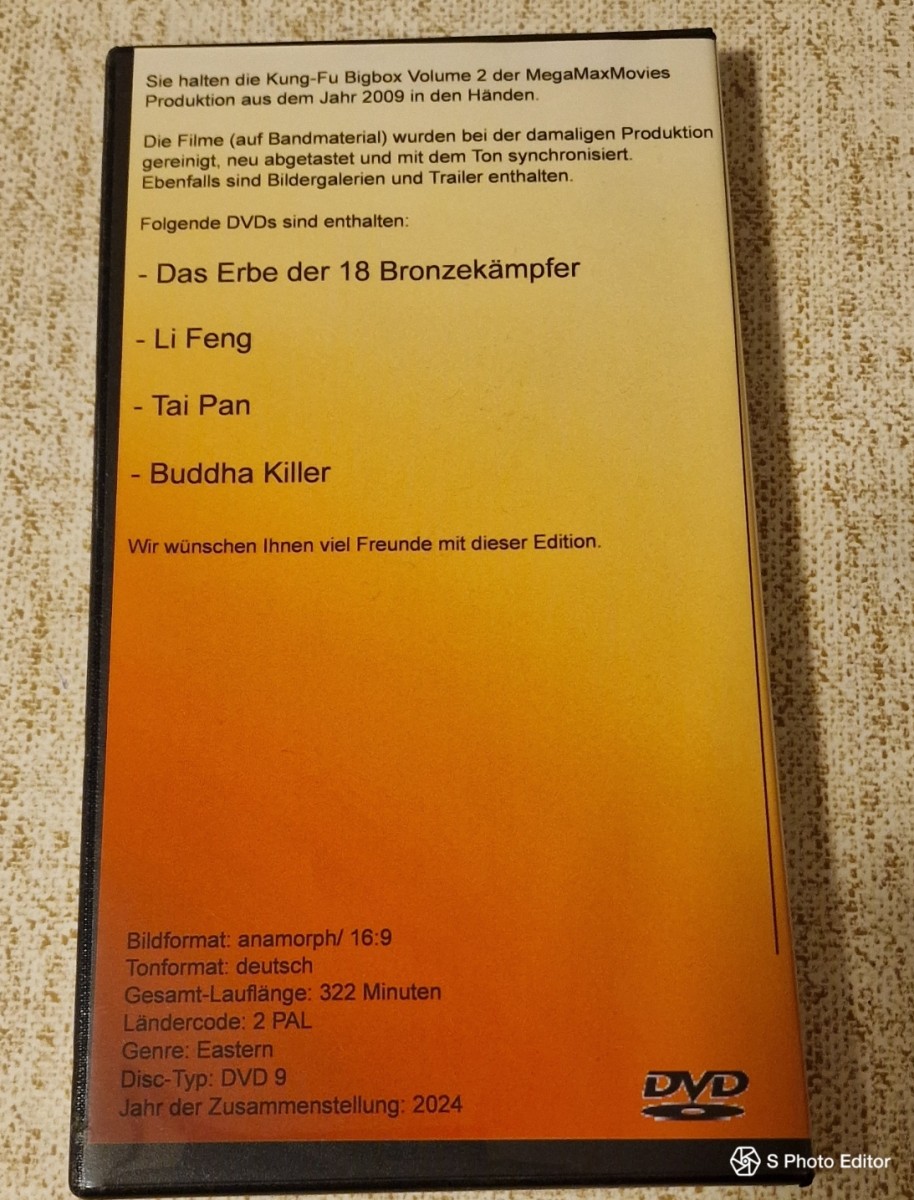 Sie halten die Kung-Fu Bigbox Volume 2 der MegaMaxMovies
Produktion aus dem Jahr 2009 in den Händen.
Die Filme (auf Bandmaterial) wurden bei der damaligen Produktion
gereinigt, neu abgetastet und mit dem Ton synchronisiert.
Ebenfalls sind Bildergalerien und Trailer enthalten.
Folgende DVDs sind enthalten:
- Das Erbe der 18 Bronzekämpfer
- Li Feng
- Tai Pan
- Buddha Killer
Wir wünschen Ihnen viel Freunde mit dieser Edition.
Bildformat: anamorph/ 16:9
Tonformat: deutsch
Gesamt-Lauflänge: 322 Minuten
Ländercode: 2 PAL
Genre: Eastern
Disc-Typ: DVD 9
Jahr der Zusammenstellung: 2024
DVD
S Photo Editor